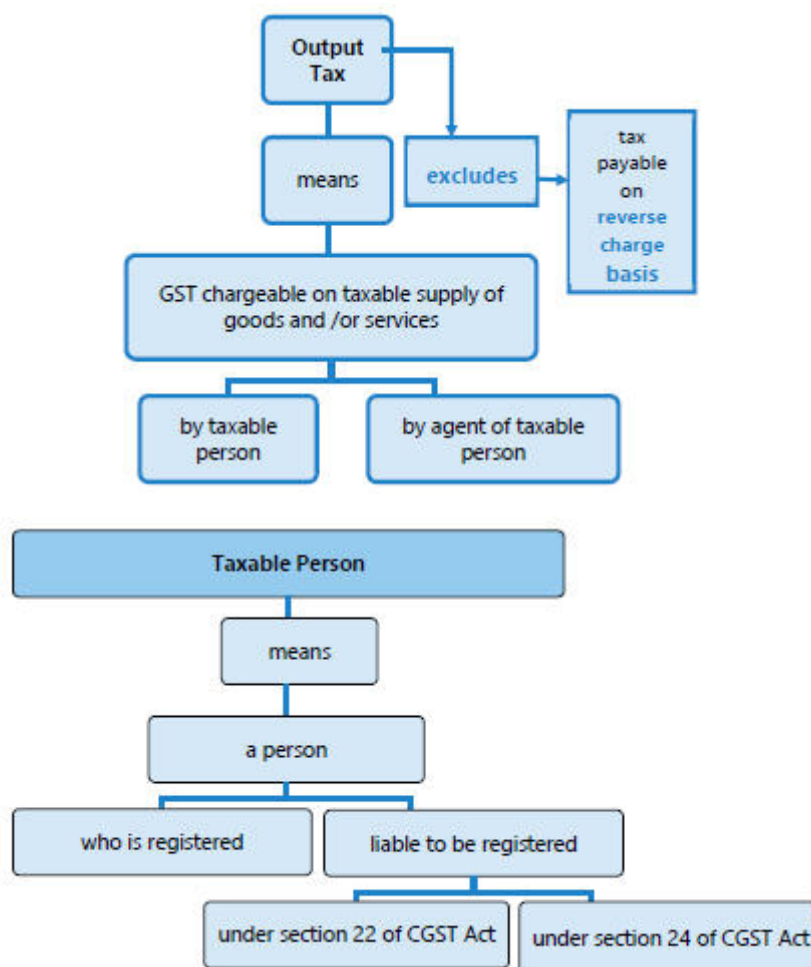 Output
Tax
means
excludes
tax
payable
on
reverse
charge
basis
GST chargeable on taxable supply of
goods and /or services
by taxable
person
by agent of taxable
person
Taxable Person
means
a person
who is registered
liable to be registered
under section 22 of CGST Act
under section 24 of CGST Act